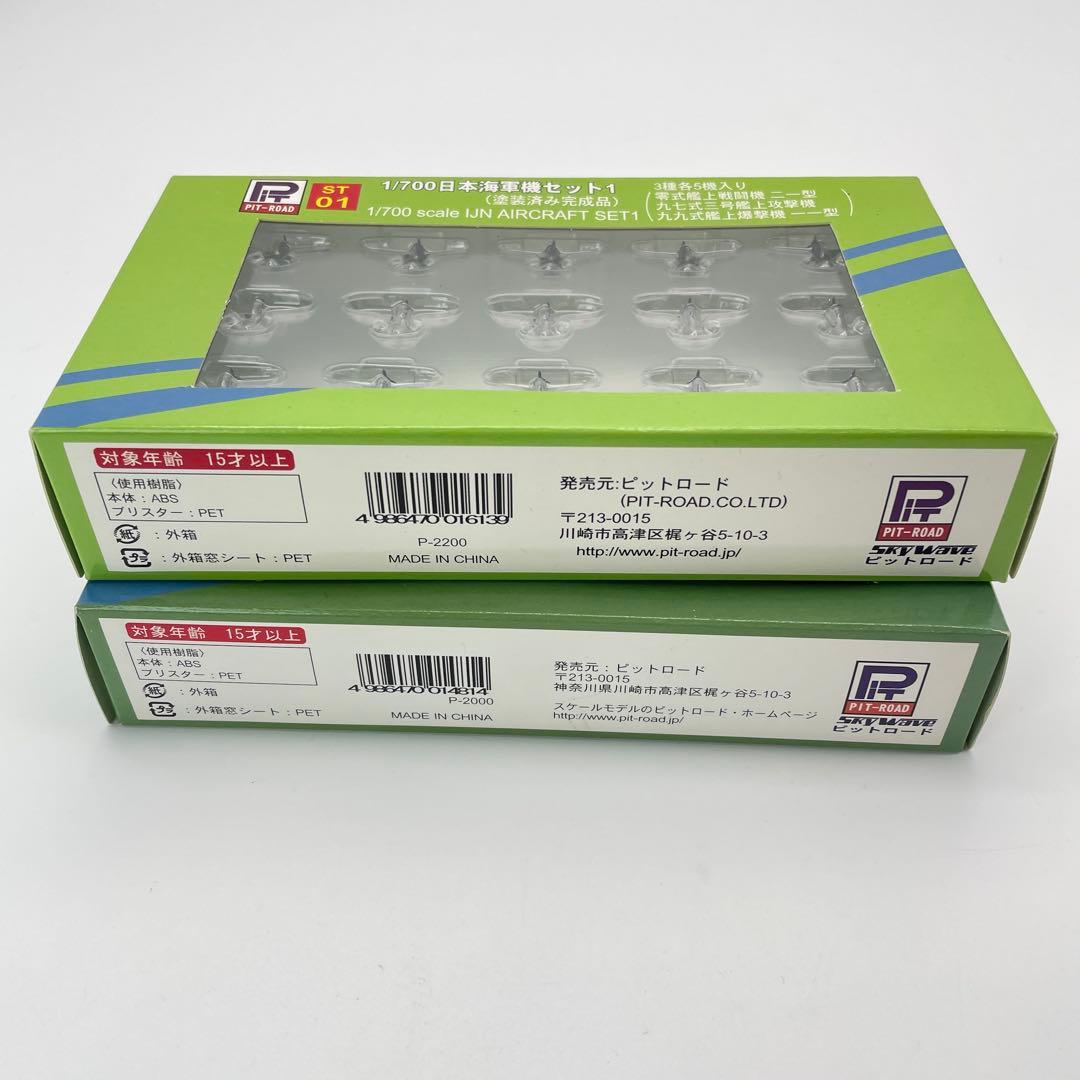 PIT
PIT-ROAD
ST
01
1/700日本海軍機セット1
(塗装済み完成品)
1/700 scale IJN AIRCRAFT SET1
3種各5機入り
零式艦上戦闘機 二一型
九七式三号艦上攻撃機
九九式艦上爆撃機 一一型
対象年齢 15才以上
〈使用樹脂〉
本体:ABS
ブリスター:PET
紙:外箱
プラ:外箱窓シート:PET
4 986470 016139
P-2200
MADE IN CHINA
発売元:ピットロード
(PIT-ROAD.CO.LTD)
〒213-0015
川崎市高津区梶ヶ谷5-10-3
http://www.pit-road.jp/
PIT
PIT-ROAD
SKY WAVE
ピットロード
対象年齢 15才以上
〈使用樹脂〉
本体:ABS
ブリスター:PET
紙:外箱
プラ:外箱窓シート:PET
4 986470 014814
P-2000
MADE IN CHINA
発売元:ピットロード
〒213-0015
神奈川県川崎市高津区梶ヶ谷5-10-3
スケールモデルのピットロード・ホームページ
http://www.pit-road.jp/
PIT
PIT-ROAD
SKY WAVE
ピットロード